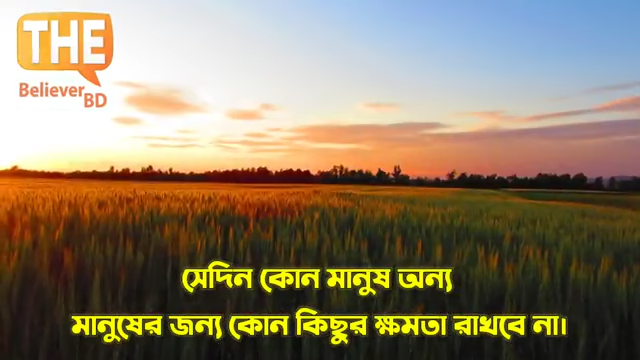 THE
Believer
BD
সেদিন কোন মানুষ অন্য
মানুষের জন্য কোন কিছুর ক্ষমতা রাখবে না।